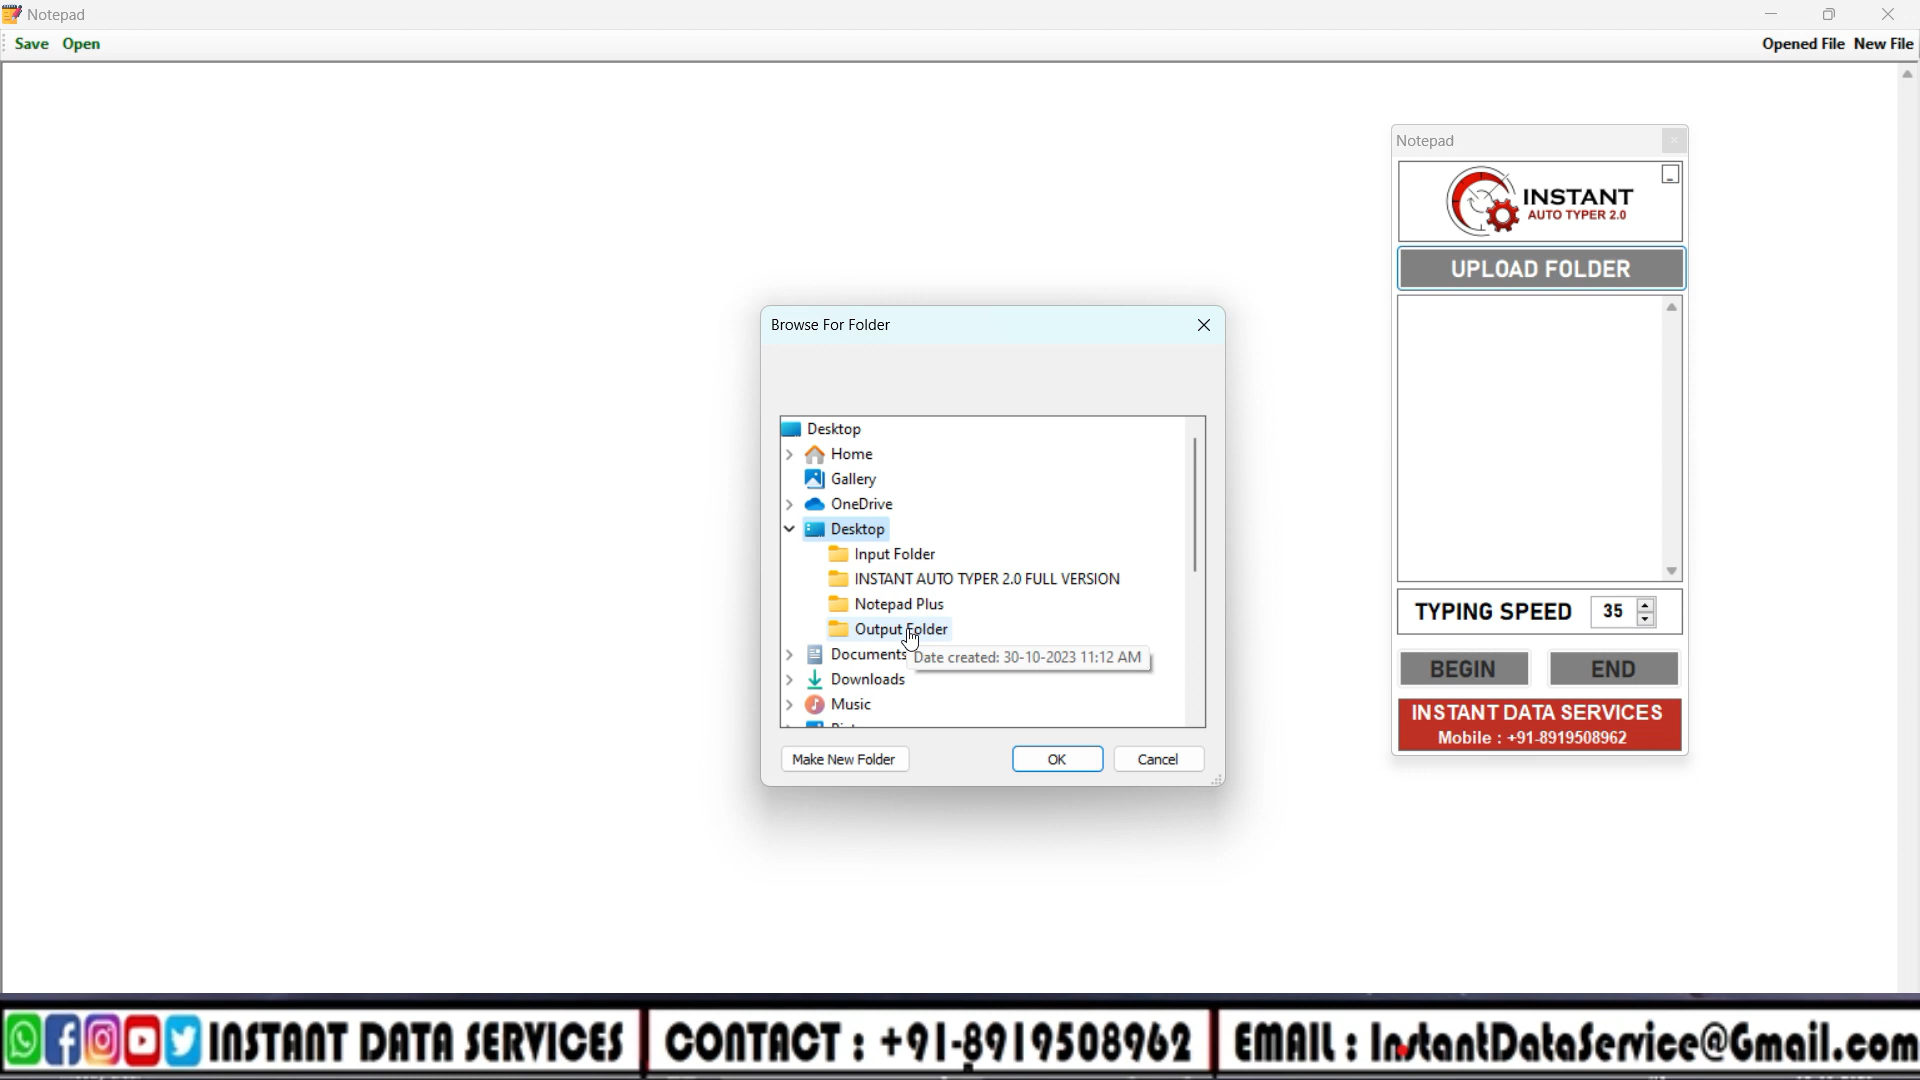 Notepad
Save Open
Opened File New File
Notepad
INSTANT
AUTO TYPER 2.0
UPLOAD FOLDER
Browse For Folder
Desktop
Home
Gallery
OneDrive
Desktop
Input Folder
INSTANT AUTO TYPER 2.0 FULL VERSION
Notepad Plus
Output Folder
Documents
Date created: 30-10-2023 11:12 AM
Downloads
Music
Make New Folder
OK
Cancel
TYPING SPEED 35
BEGIN
END
INSTANT DATA SERVICES
Mobile : +91-8919508962
INSTANT DATA SERVICES
CONTACT : +91-8919508962
EMAIL : InstantDataService@Gmail.com